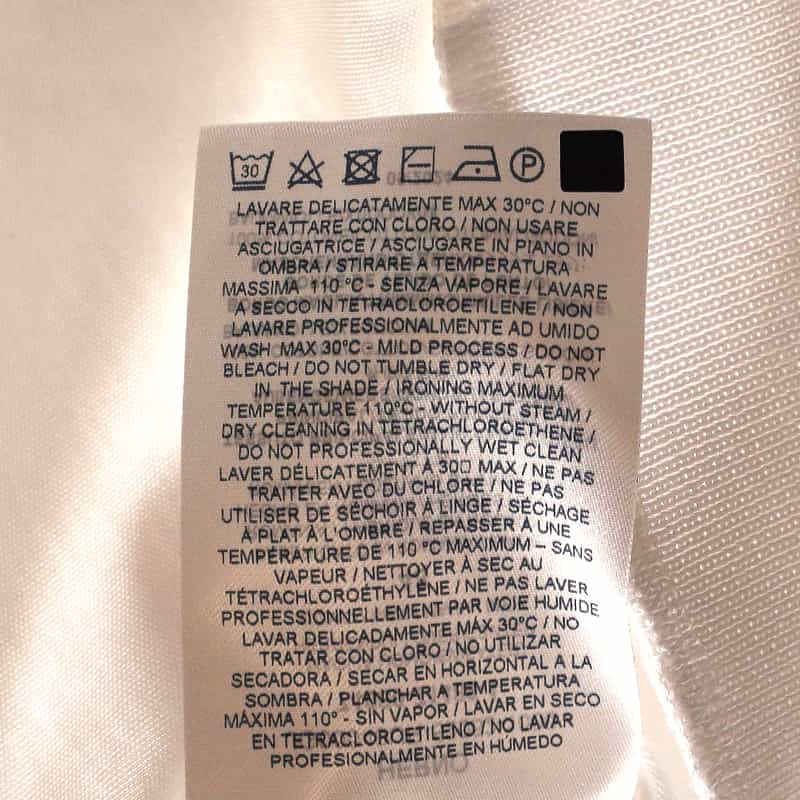 30 P
LAVARE DELICATAMENTE MAX 30°C / NON
TRATTARE CON CLORO / NON USARE
ASCIUGATRICE / ASCIUGARE IN PIANO IN
OMBRA / STIRARE A TEMPERATURA
MASSIMA 110 °C - SENZA VAPORE / LAVARE
A SECCO IN TETRACLOROETILENE / NON
LAVARE PROFESSIONALMENTE AD UMIDO
WASH MAX 30°C - MILD PROCESS / DO NOT
BLEACH / DO NOT TUMBLE DRY / FLAT DRY
IN THE SHADE / IRONING MAXIMUM
TEMPERATURE 110°C - WITHOUT STEAM /
DRY CLEANING IN TETRACHLOROETHENE /
DO NOT PROFESSIONALLY WET CLEAN
LAVER DÉLICATEMENT À 30□ MAX / NE PAS
TRAITER AVEC DU CHLORE / NE PAS
UTILISER DE SÉCHOIR À LINGE / SÉCHAGE
À PLAT À L'OMBRE / REPASSER À UNE
TEMPÉRATURE DE 110 °C MAXIMUM – SANS
VAPEUR / NETTOYER À SEC AU
TÉTRACHLOROÉTHYLÈNE / NE PAS LAVER
PROFESSIONNELLEMENT PAR VOIE HUMIDE
LAVAR DELICADAMENTE MÁX 30°C / NO
TRATAR CON CLORO / NO UTILIZAR
SECADORA / SECAR EN HORIZONTAL A LA
SOMBRA / PLANCHAR A TEMPERATURA
MÁXIMA 110° - SIN VAPOR / LAVAR EN SECO
EN TETRACLOROETILENO / NO LAVAR
PROFESIONALMENTE EN HÚMEDO